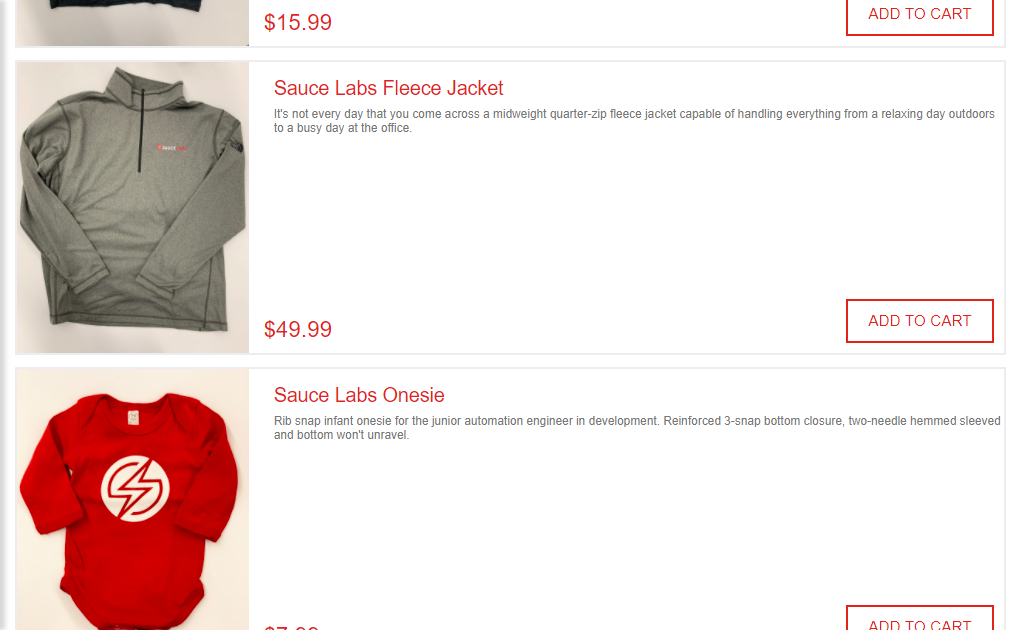 $15.99
ADD TO CART
Sauce Labs Fleece Jacket
It's not every day that you come across a midweight quarter-zip fleece jacket capable of handling everything from a relaxing day outdoors
to a busy day at the office.
$49.99
ADD TO CART
Sauce Labs Onesie
Rib snap infant onesie for the junior automation engineer in development. Reinforced 3-snap bottom closure, two-needle hemmed sleeved
and bottom won't unravel.
$7.99
ADD TO CART